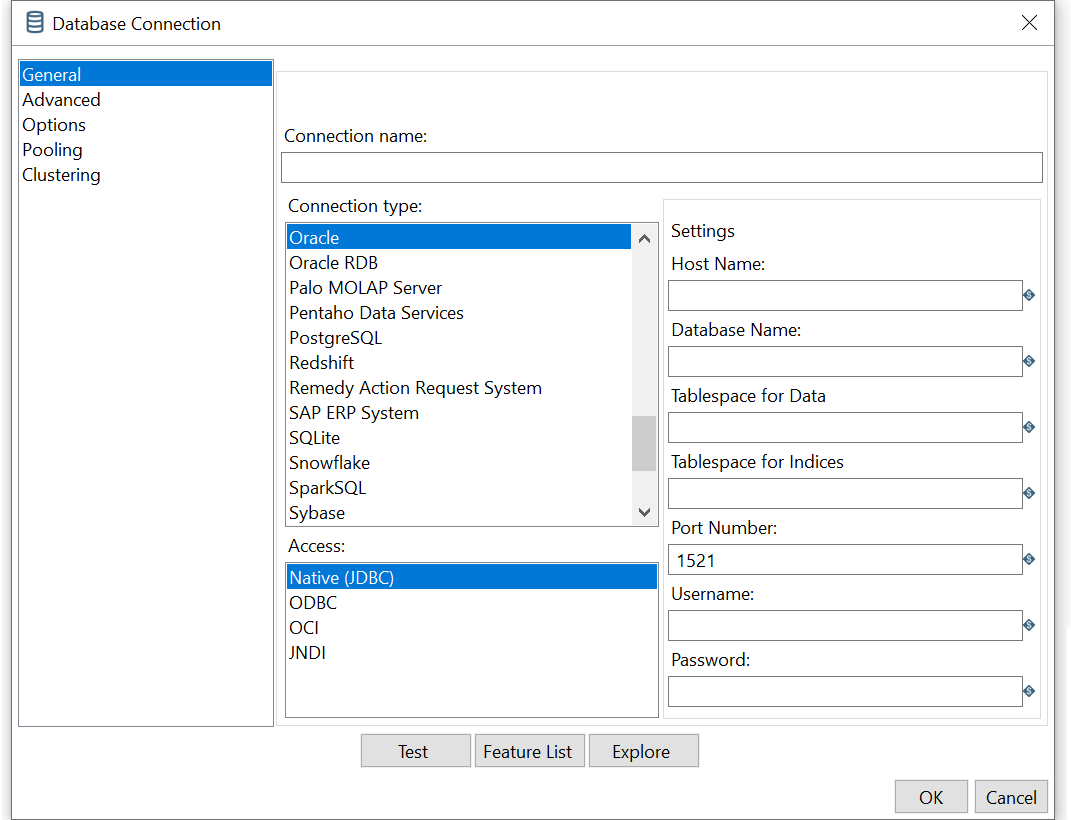 Database Connection
General
Advanced
Options
Pooling
Clustering
Connection name:
Connection type:
Oracle
Oracle RDB
Palo MOLAP Server
Pentaho Data Services
PostgreSQL
Redshift
Remedy Action Request System
SAP ERP System
SQLite
Snowflake
SparkSQL
Sybase
Access:
Native (JDBC)
ODBC
OCI
JNDI
Settings
Host Name:
Database Name:
Tablespace for Data
Tablespace for Indices
Port Number:
1521
Username:
Password:
Test
Feature List
Explore
OK
Cancel